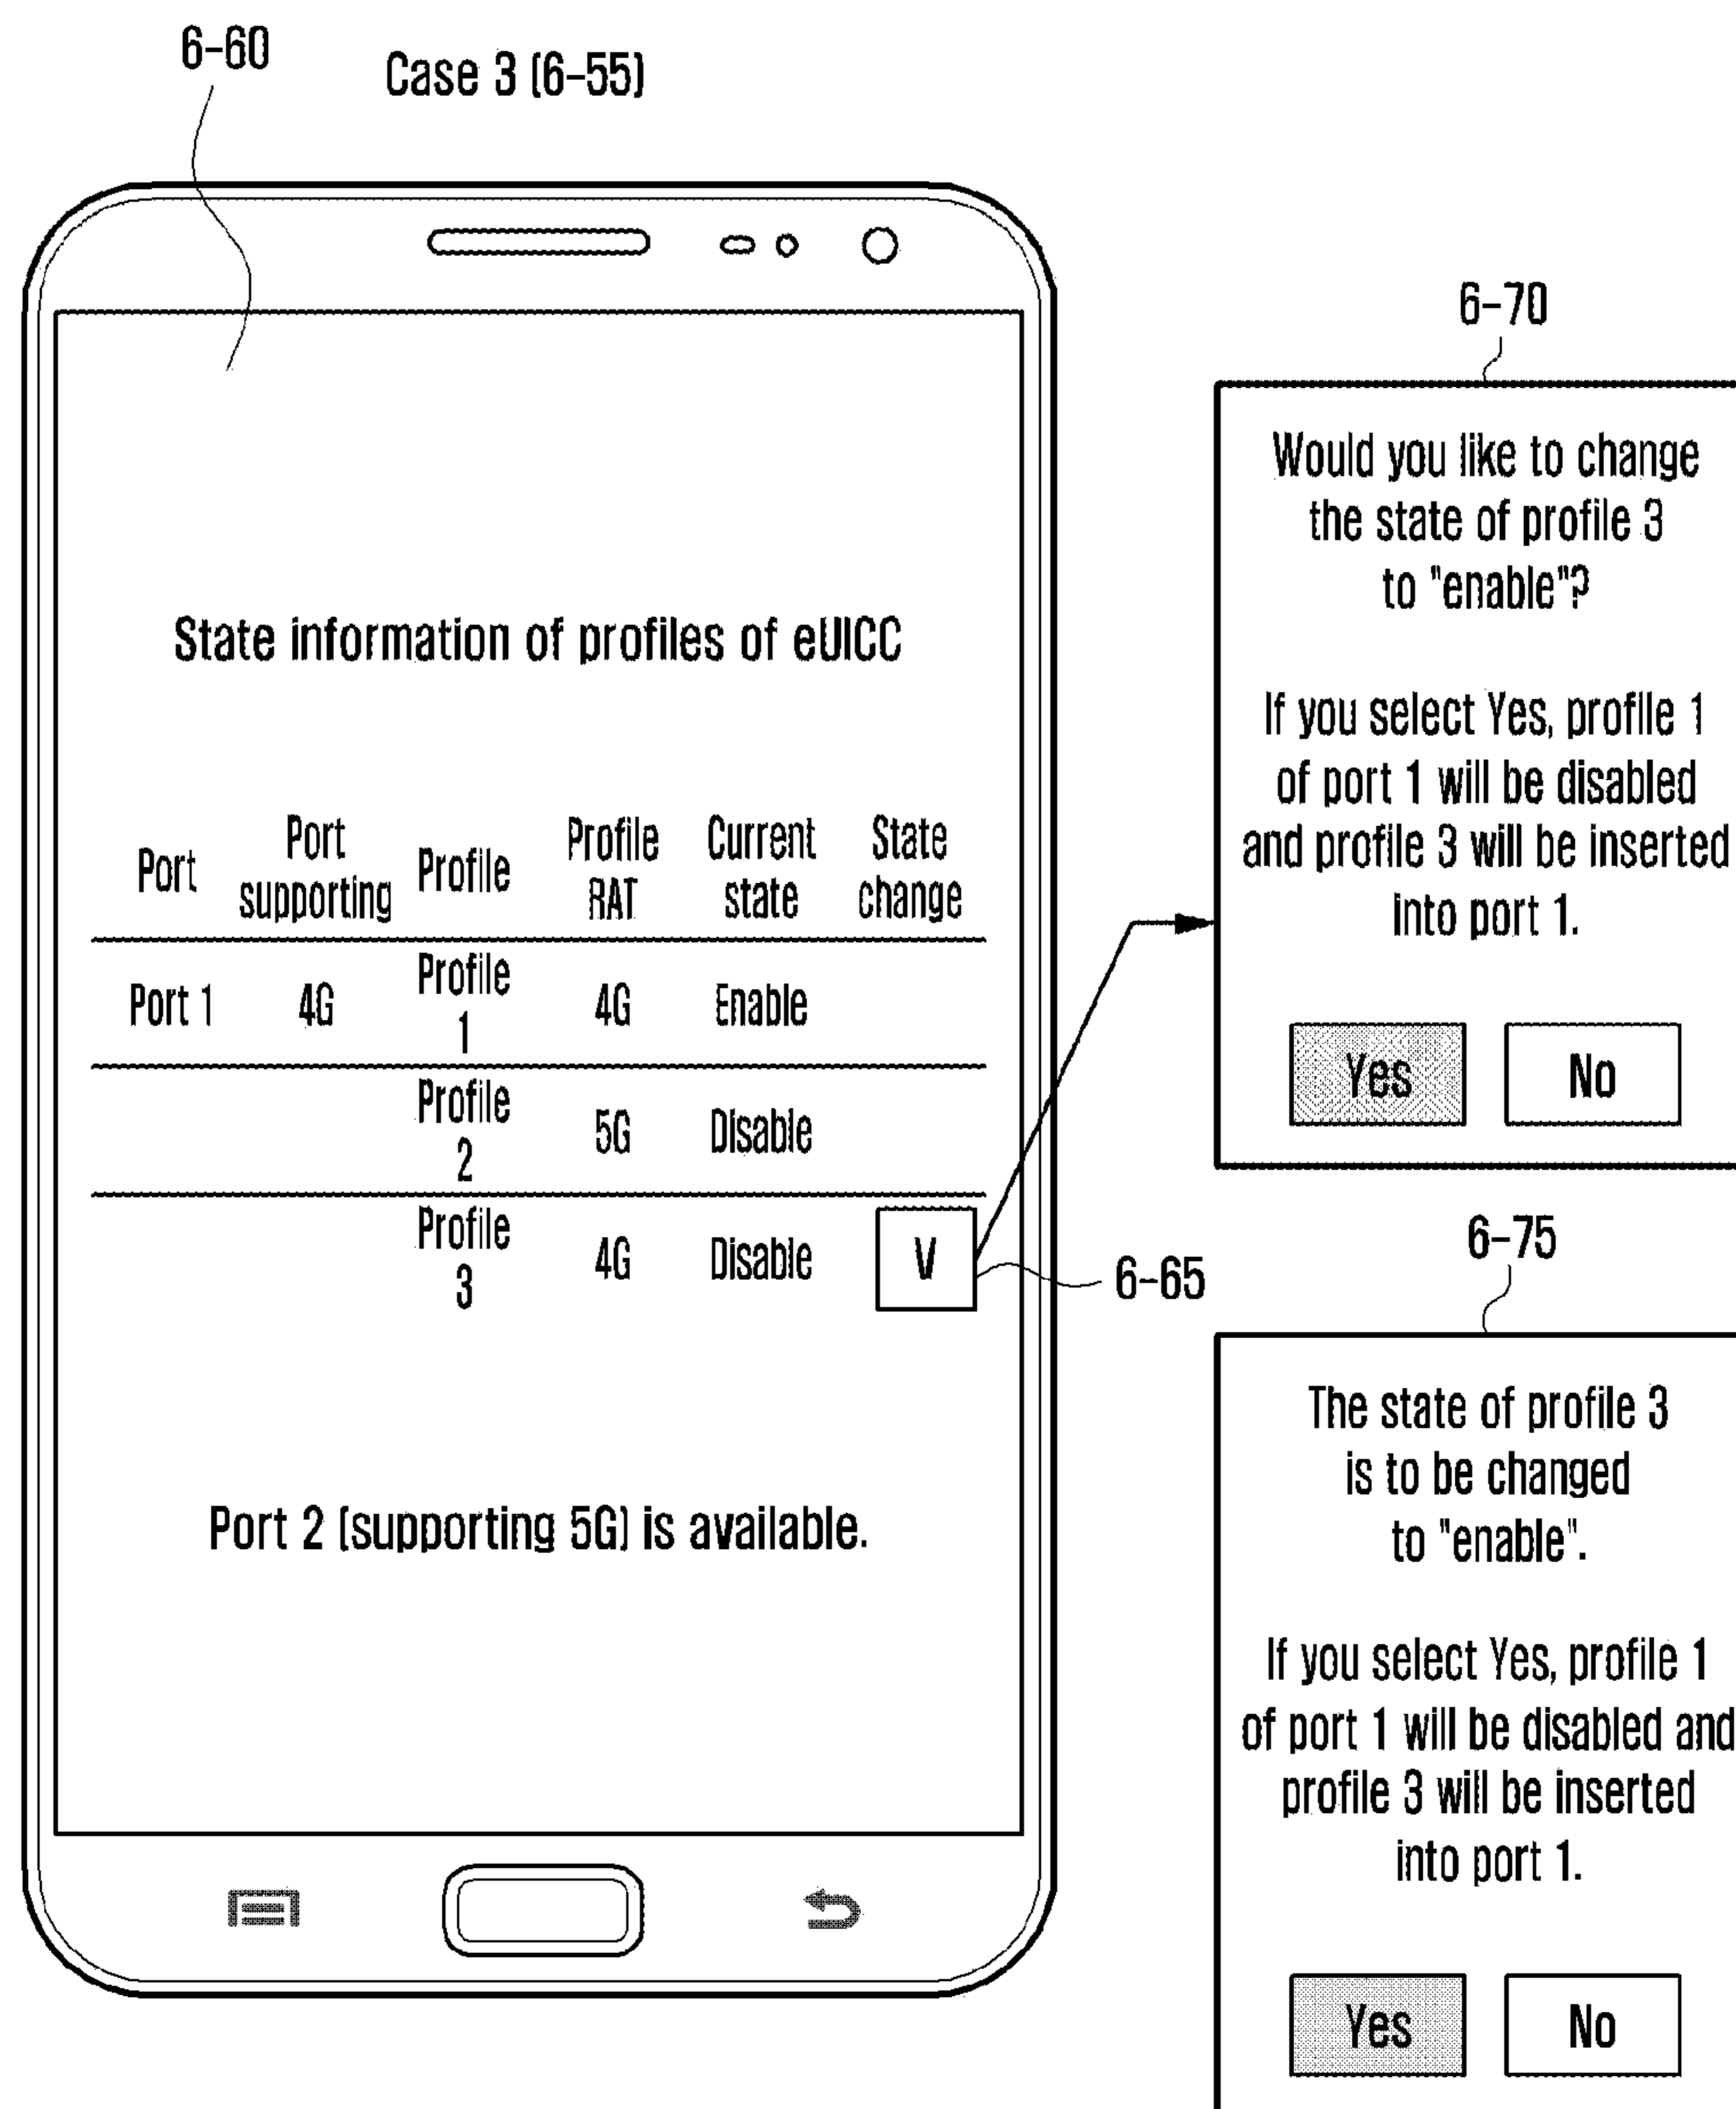 6-60
Case 3 (6-55)
State information of profiles of eUICC
Port
Port
supporting
Profile
Profile
RAT
Current
state
State
change
Port 1
4G
Profile
1
4G
Enable
Profile
2
5G
Disable
Profile
3
4G
Disable
V
6-65
Port 2 (supporting 5G) is available.
6-70
Would you like to change
the state of profile 3
to "enable"?
If you select Yes, profile 1
of port 1 will be disabled
and profile 3 will be inserted
into port 1.
Yes
No
6-75
The state of profile 3
is to be changed
to "enable".
If you select Yes, profile 1
of port 1 will be disabled and
profile 3 will be inserted
into port 1.
Yes
No